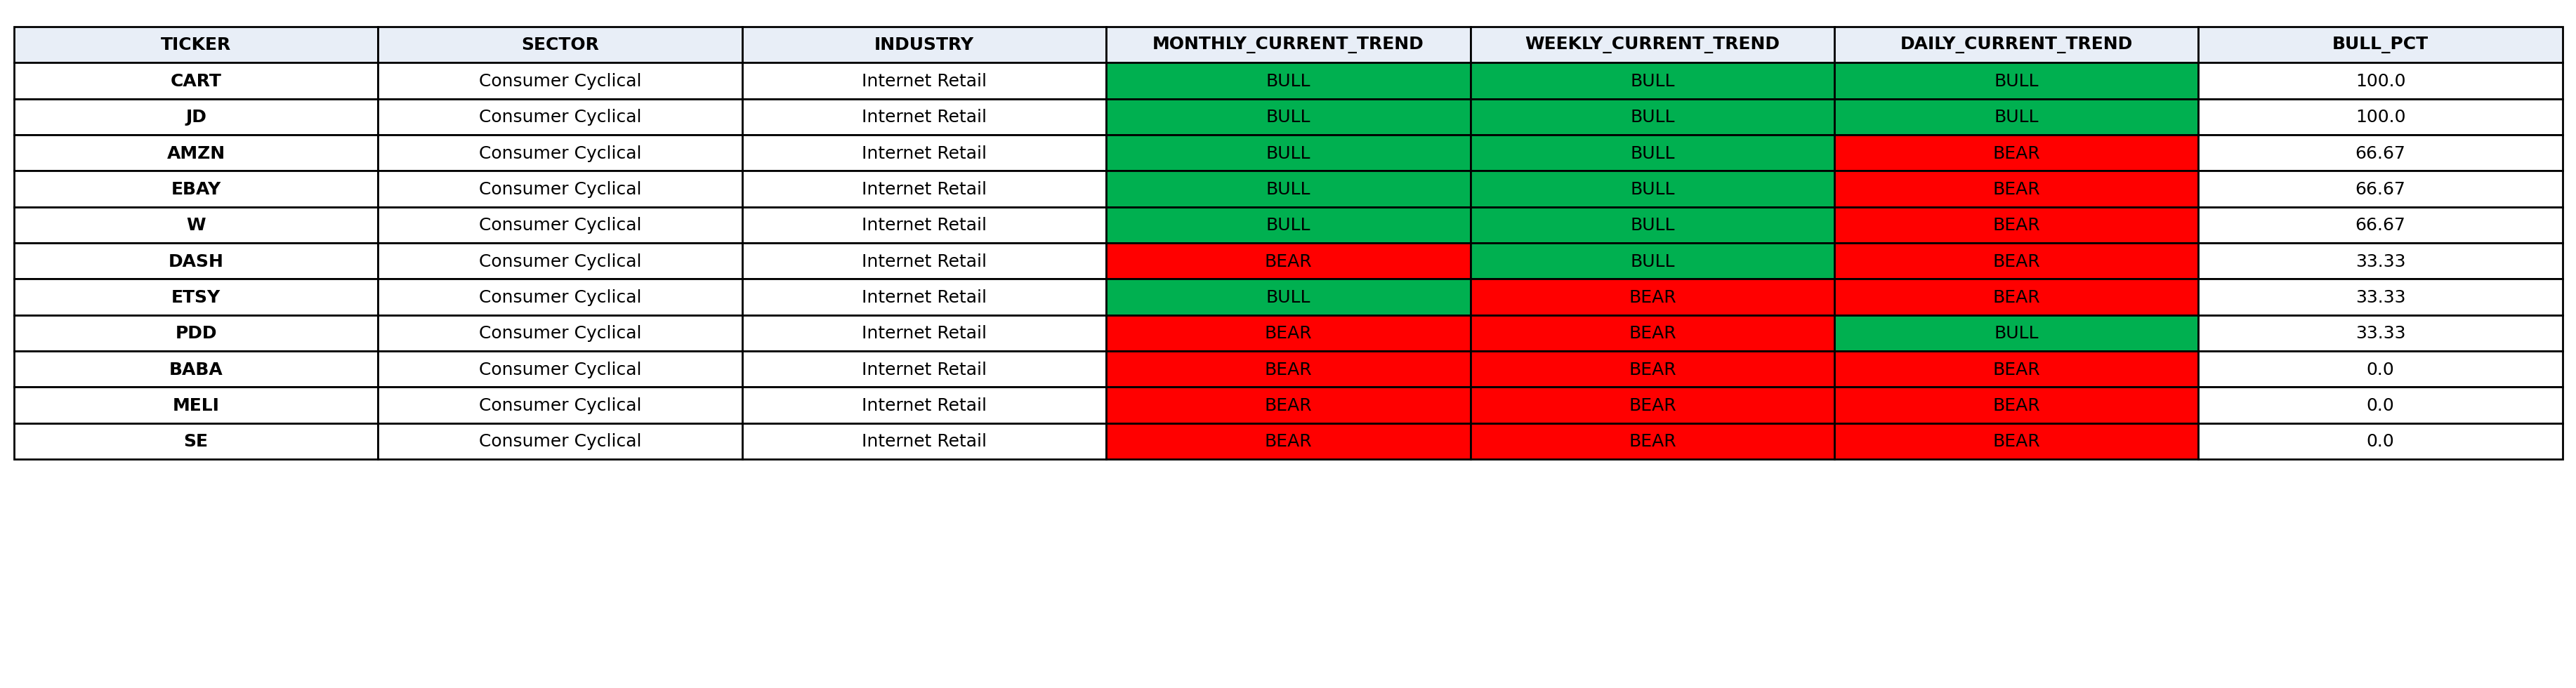 TICKER SECTOR INDUSTRY MONTHLY_CURRENT_TREND WEEKLY_CURRENT_TREND DAILY_CURRENT_TREND BULL_PCT
CART Consumer Cyclical Internet Retail BULL BULL BULL 100.0
JD Consumer Cyclical Internet Retail BULL BULL BULL 100.0
AMZN Consumer Cyclical Internet Retail BULL BULL BEAR 66.67
EBAY Consumer Cyclical Internet Retail BULL BULL BEAR 66.67
W Consumer Cyclical Internet Retail BULL BULL BEAR 66.67
DASH Consumer Cyclical Internet Retail BEAR BULL BEAR 33.33
ETSY Consumer Cyclical Internet Retail BULL BEAR BEAR 33.33
PDD Consumer Cyclical Internet Retail BEAR BEAR BULL 33.33
BABA Consumer Cyclical Internet Retail BEAR BEAR BEAR 0.0
MELI Consumer Cyclical Internet Retail BEAR BEAR BEAR 0.0
SE Consumer Cyclical Internet Retail BEAR BEAR BEAR 0.0